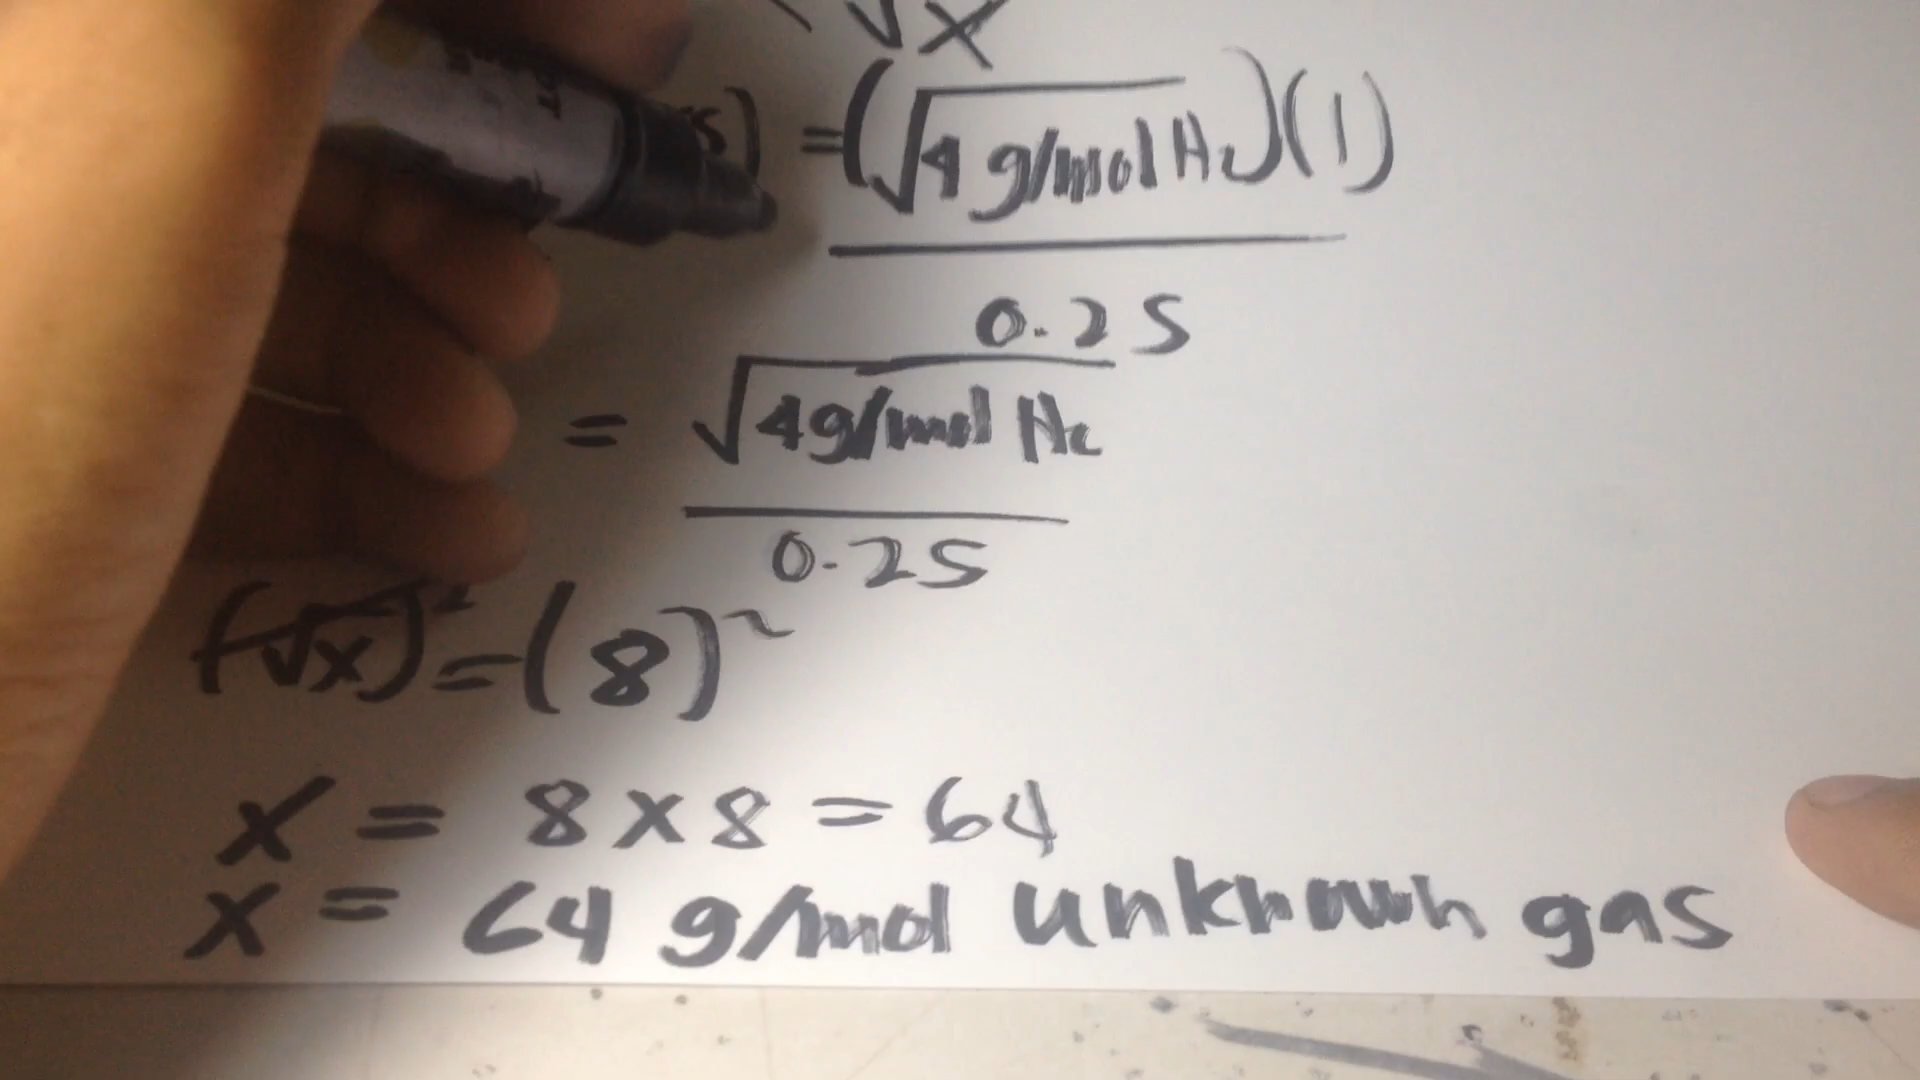 √x
s) = (√4 g/mol He)(1)
0.25
= √4g/mol He
0.25
(√x)² = (8)²
x = 8 x 8 = 64
x = 64 g/mol unknown gas